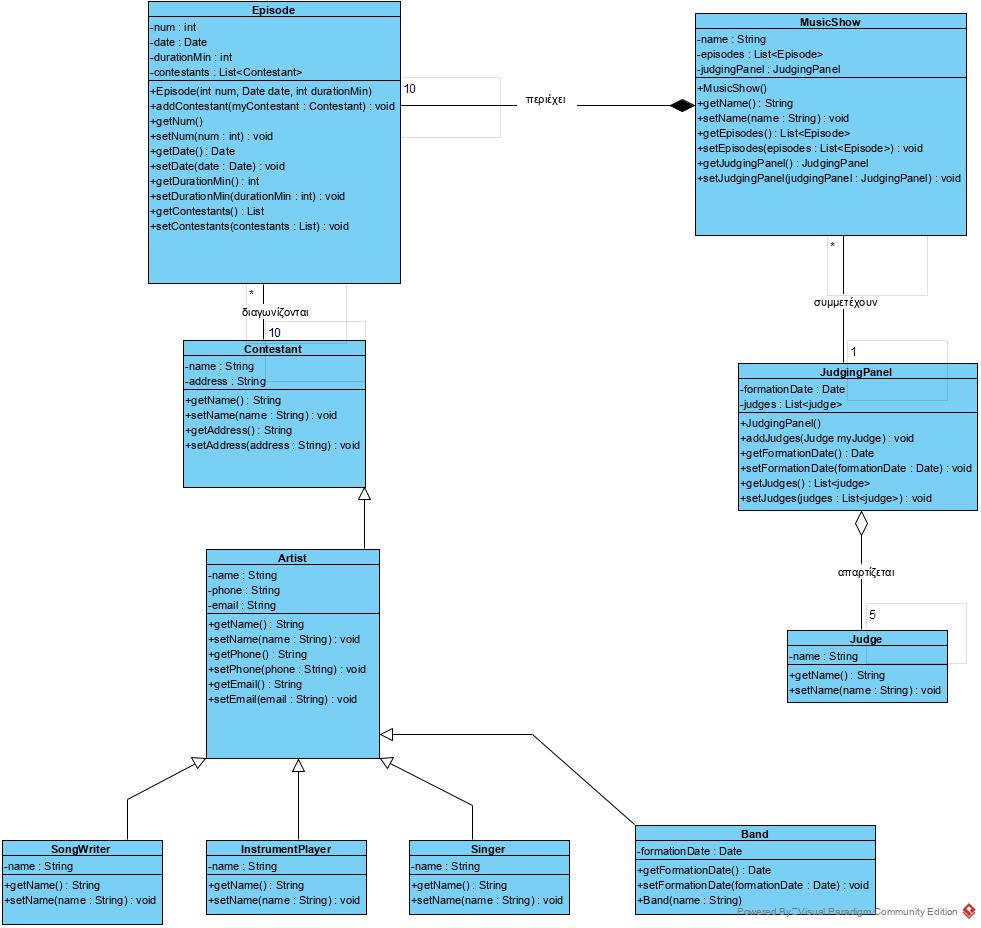 Episode
-num : int
-date : Date
-durationMin : int
-contestants : List<Contestant>
+Episode(int num, Date date, int durationMin)
+addContestant(myContestant : Contestant) : void
+getNum()
+setNum(num : int) : void
+getDate() : Date
+setDate(date : Date) : void
+getDurationMin() : int
+setDurationMin(durationMin : int) : void
+getContestants() : List
+setContestants(contestants : List) : void
10
περιέχει
MusicShow
-name : String
-episodes : List<Episode>
-judgingPanel : JudgingPanel
+MusicShow()
+getName() : String
+setName(name : String) : void
+getEpisodes() : List<Episode>
+setEpisodes(episodes : List<Episode>) : void
+getJudgingPanel() : JudgingPanel
+setJudgingPanel(judgingPanel : JudgingPanel) : void
*
διαγωνίζονται
10
*
συμμετέχουν
1
Contestant
-name : String
-address : String
+getName() : String
+setName(name : String) : void
+getAddress() : String
+setAddress(address : String) : void
JudgingPanel
-formationDate : Date
-judges : List<judge>
+JudgingPanel()
+addJudges(Judge myJudge) : void
+getFormationDate() : Date
+setFormationDate(formationDate : Date) : void
+getJudges() : List<judge>
+setJudges(judges : List<judge>) : void
απαρτίζεται
5
Judge
-name : String
+getName() : String
+setName(name : String) : void
Artist
-name : String
-phone : String
-email : String
+getName() : String
+setName(name : String) : void
+getPhone() : String
+setPhone(phone : String) : void
+getEmail() : String
+setEmail(email : String) : void
SongWriter
-name : String
+getName() : String
+setName(name : String) : void
InstrumentPlayer
-name : String
+getName() : String
+setName(name : String) : void
Singer
-name : String
+getName() : String
+setName(name : String) : void
Band
-formationDate : Date
+getFormationDate() : Date
+setFormationDate(formationDate : Date) : void
+Band(name : String)
Powered By Visual Paradigm Community Edition